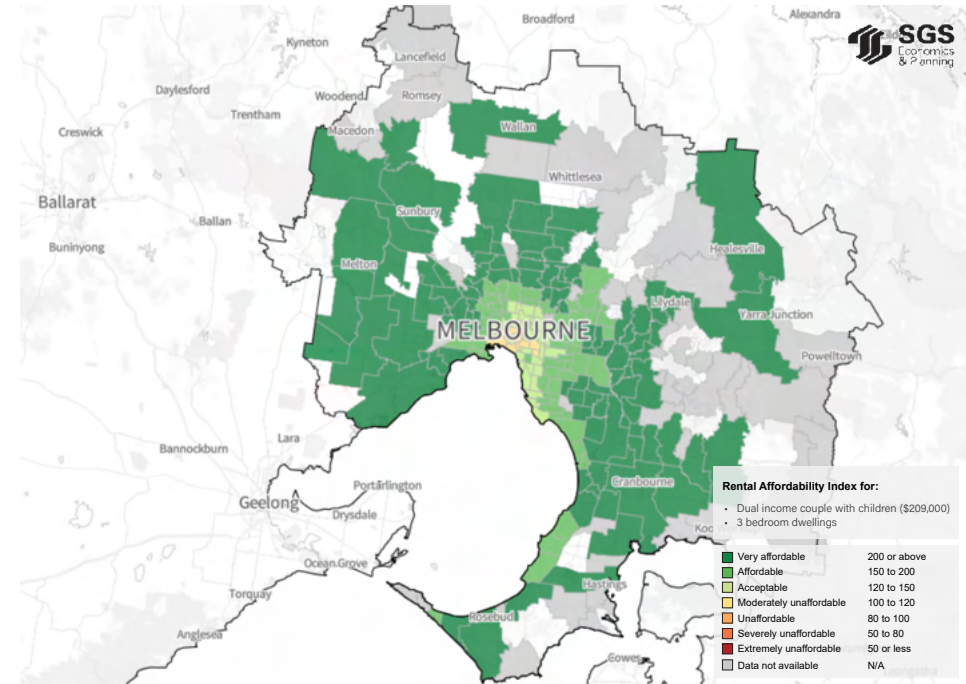 SGS
Economics
& Planning
Alexandra
Broadford
Kyneton
Lancefield
Daylesford
Woodend
Romsey
Trentham
Creswick
Macedon
Wallan
Whittlesea
Ballarat
Ballan
Sunbury
Buninyong
Melton
Healesville
Lilydale
Yarra Junction
MELBOURNE
Powelltown
Bannockburn
Lara
Geelong
Portarlington
Drysdale
Cranbourne
Ocean Grove
Hastings
Torquay
Rosebud
Anglesea
Cowes
Rental Affordability Index for:
• Dual income couple with children ($209,000)
• 3 bedroom dwellings
Very affordable 200 or above
Affordable 150 to 200
Acceptable 120 to 150
Moderately unaffordable 100 to 120
Unaffordable 80 to 100
Severely unaffordable 50 to 80
Extremely unaffordable 50 or less
Data not available N/A